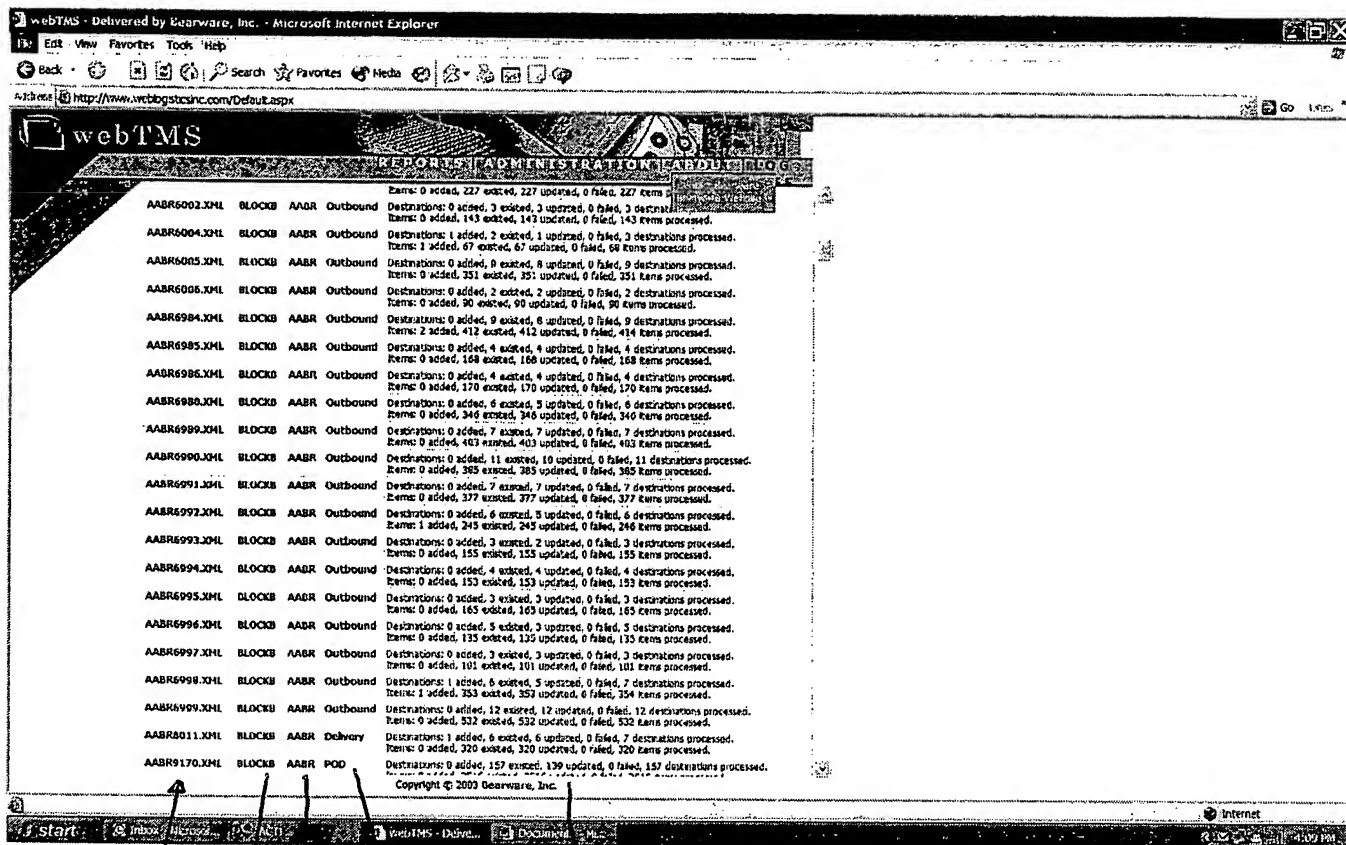 webTMS - Delivered by Bearware, Inc. - Microsoft Internet Explorer
File Edit View Favorites Tools Help
Back Search Favorites Media
Address http://www.weblogisticsinc.com/Default.aspx Go Links
webTMS
REPORTS | ADMINISTRATION | ABOUT BLOG
Items: 0 added, 227 existed, 227 updated, 0 failed, 227 items
AABR6002.XML BLOCKB AABR Outbound Destinations: 0 added, 3 existed, 3 updated, 0 failed, 3
Items: 0 added, 143 existed, 143 updated, 0 failed, 143 items processed.
AABR6004.XML BLOCKB AABR Outbound Destinations: 1 added, 2 existed, 1 updated, 0 failed, 3 destinations processed.
Items: 1 added, 67 existed, 67 updated, 0 failed, 68 items processed.
AABR6005.XML BLOCKB AABR Outbound Destinations: 0 added, 9 existed, 8 updated, 0 failed, 9 destinations processed.
Items: 0 added, 351 existed, 351 updated, 0 failed, 351 items processed.
AABR6006.XML BLOCKB AABR Outbound Destinations: 0 added, 2 existed, 2 updated, 0 failed, 2 destinations processed.
Items: 0 added, 90 existed, 90 updated, 0 failed, 90 items processed.
AABR6984.XML BLOCKB AABR Outbound Destinations: 0 added, 9 existed, 8 updated, 0 failed, 9 destinations processed.
Items: 2 added, 412 existed, 412 updated, 0 failed, 414 items processed.
AABR6985.XML BLOCKB AABR Outbound Destinations: 0 added, 4 existed, 4 updated, 0 failed, 4 destinations processed.
Items: 0 added, 168 existed, 168 updated, 0 failed, 168 items processed.
AABR6986.XML BLOCKB AABR Outbound Destinations: 0 added, 4 existed, 4 updated, 0 failed, 4 destinations processed.
Items: 0 added, 170 existed, 170 updated, 0 failed, 170 items processed.
AABR6988.XML BLOCKB AABR Outbound Destinations: 0 added, 6 existed, 5 updated, 0 failed, 6 destinations processed.
Items: 0 added, 346 existed, 346 updated, 0 failed, 346 items processed.
AABR6989.XML BLOCKB AABR Outbound Destinations: 0 added, 7 existed, 7 updated, 0 failed, 7 destinations processed.
Items: 0 added, 403 existed, 403 updated, 0 failed, 403 items processed.
AABR6990.XML BLOCKB AABR Outbound Destinations: 0 added, 11 existed, 10 updated, 0 failed, 11 destinations processed.
Items: 0 added, 385 existed, 385 updated, 0 failed, 385 items processed.
AABR6991.XML BLOCKB AABR Outbound Destinations: 0 added, 7 existed, 7 updated, 0 failed, 7 destinations processed.
Items: 0 added, 377 existed, 377 updated, 0 failed, 377 items processed.
AABR6992.XML BLOCKB AABR Outbound Destinations: 0 added, 6 existed, 5 updated, 0 failed, 6 destinations processed.
Items: 1 added, 245 existed, 245 updated, 0 failed, 246 items processed.
AABR6993.XML BLOCKB AABR Outbound Destinations: 0 added, 3 existed, 2 updated, 0 failed, 3 destinations processed.
Items: 0 added, 155 existed, 155 updated, 0 failed, 155 items processed.
AABR6994.XML BLOCKB AABR Outbound Destinations: 0 added, 4 existed, 4 updated, 0 failed, 4 destinations processed.
Items: 0 added, 153 existed, 153 updated, 0 failed, 153 items processed.
AABR6995.XML BLOCKB AABR Outbound Destinations: 0 added, 3 existed, 3 updated, 0 failed, 3 destinations processed.
Items: 0 added, 165 existed, 165 updated, 0 failed, 165 items processed.
AABR6996.XML BLOCKB AABR Outbound Destinations: 0 added, 5 existed, 3 updated, 0 failed, 5 destinations processed.
Items: 0 added, 135 existed, 135 updated, 0 failed, 135 items processed.
AABR6997.XML BLOCKB AABR Outbound Destinations: 0 added, 3 existed, 3 updated, 0 failed, 3 destinations processed.
Items: 0 added, 101 existed, 101 updated, 0 failed, 101 items processed.
AABR6998.XML BLOCKB AABR Outbound Destinations: 1 added, 6 existed, 5 updated, 0 failed, 7 destinations processed.
Items: 1 added, 353 existed, 353 updated, 0 failed, 354 items processed.
AABR6999.XML BLOCKB AABR Outbound Destinations: 0 added, 12 existed, 12 updated, 0 failed, 12 destinations processed.
Items: 0 added, 532 existed, 532 updated, 0 failed, 532 items processed.
AABR8011.XML BLOCKB AABR Delivery Destinations: 1 added, 6 existed, 6 updated, 0 failed, 7 destinations processed.
Items: 0 added, 320 existed, 320 updated, 0 failed, 320 items processed.
AABR9170.XML BLOCKB AABR POD Destinations: 0 added, 157 existed, 139 updated, 0 failed, 157 destinations processed.
Copyright © 2003 Bearware, Inc.
Internet
start Inbox webTMS - Delive... Document 4:09 PM